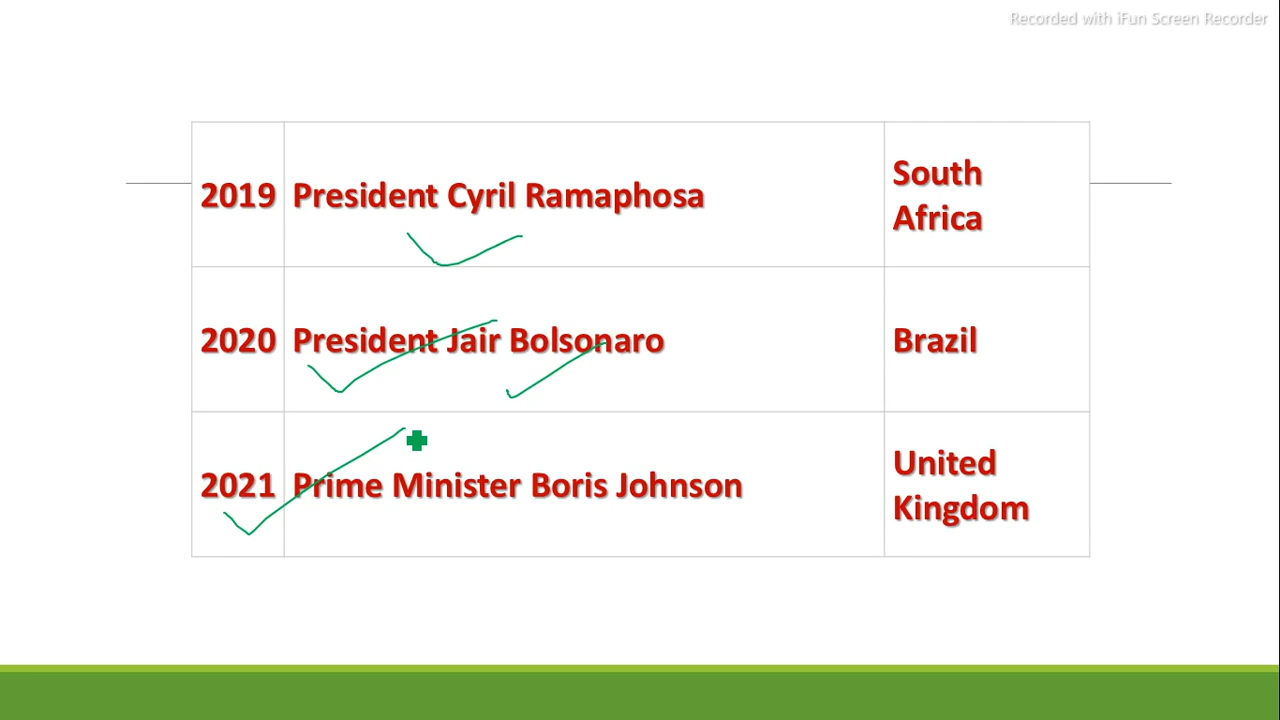 Recorded with iFun Screen Recorder
2019 President Cyril Ramaphosa South
Africa
2020 President Jair Bolsonaro Brazil
2021 Prime Minister Boris Johnson United
Kingdom